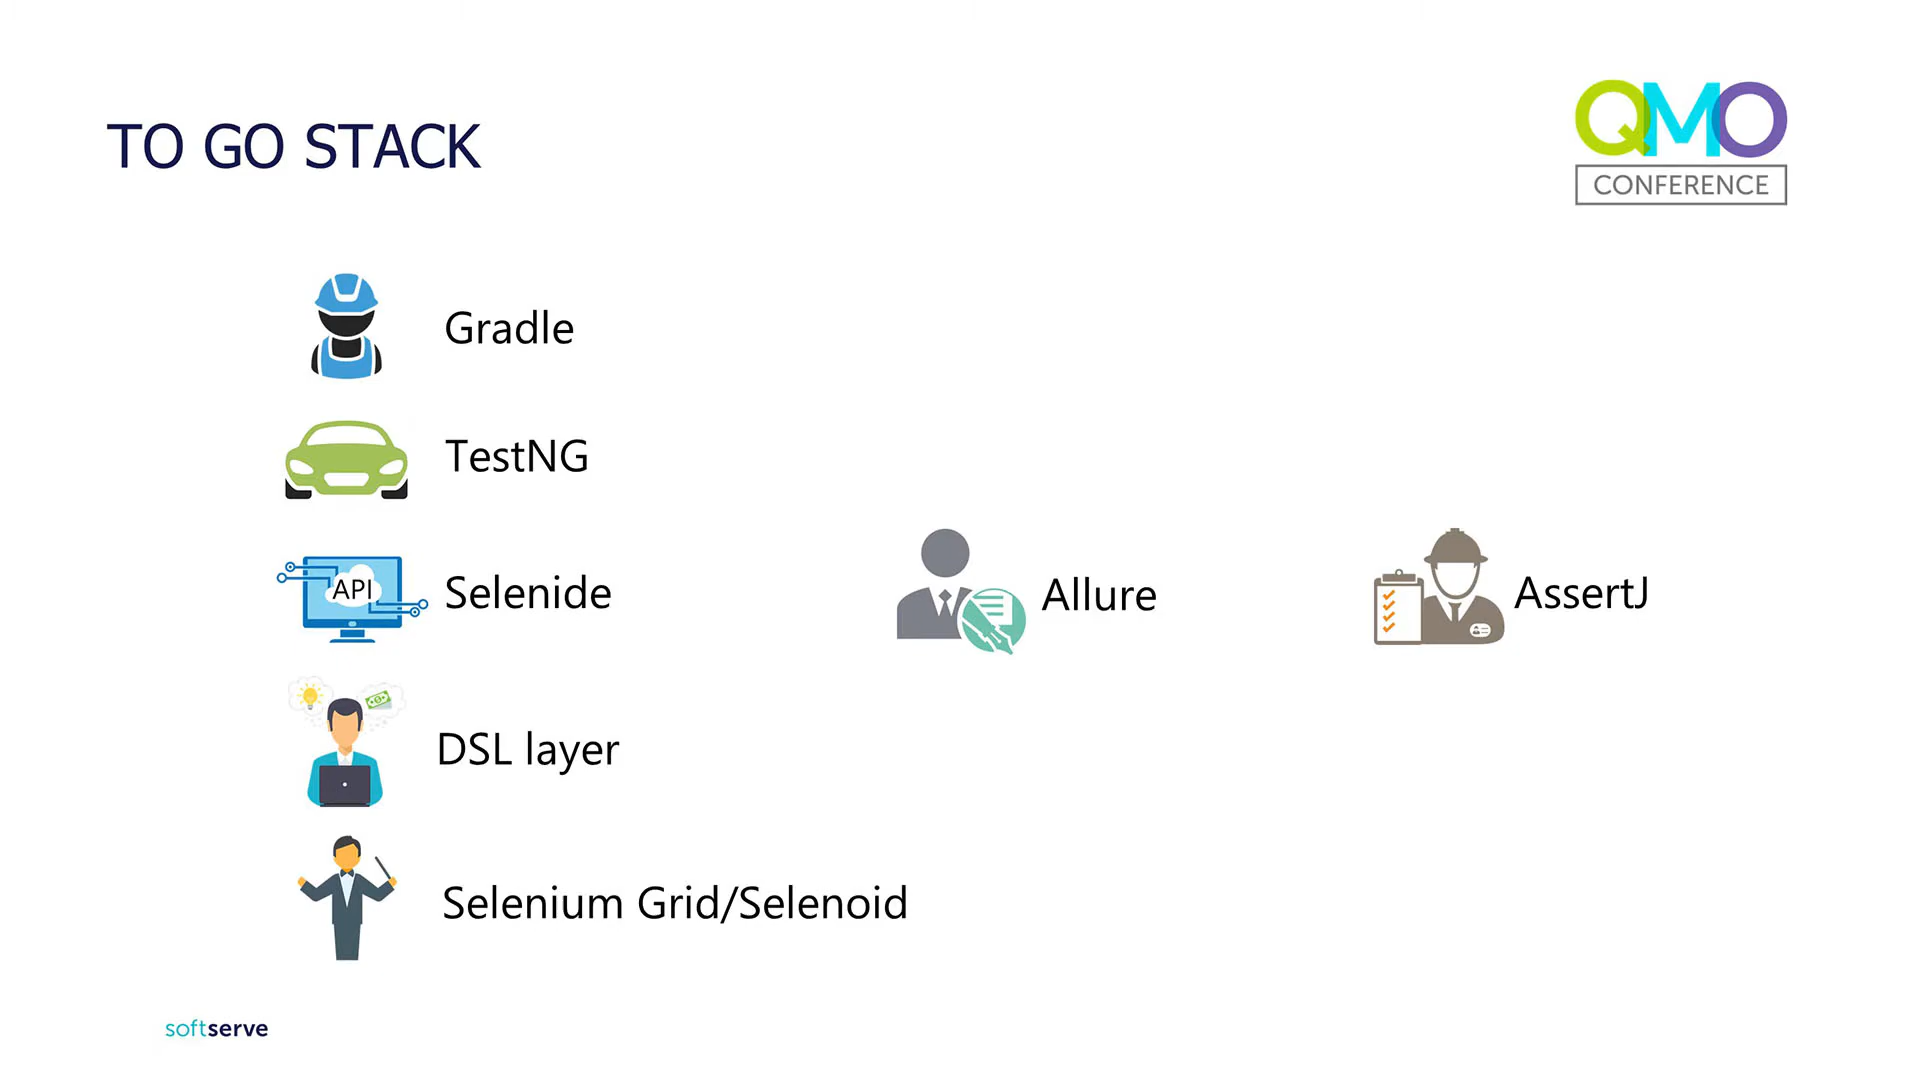 TO GO STACK
QMO
CONFERENCE
Gradle
TestNG
API
Selenide
Allure
AssertJ
DSL layer
Selenium Grid/Selenoid
softserve